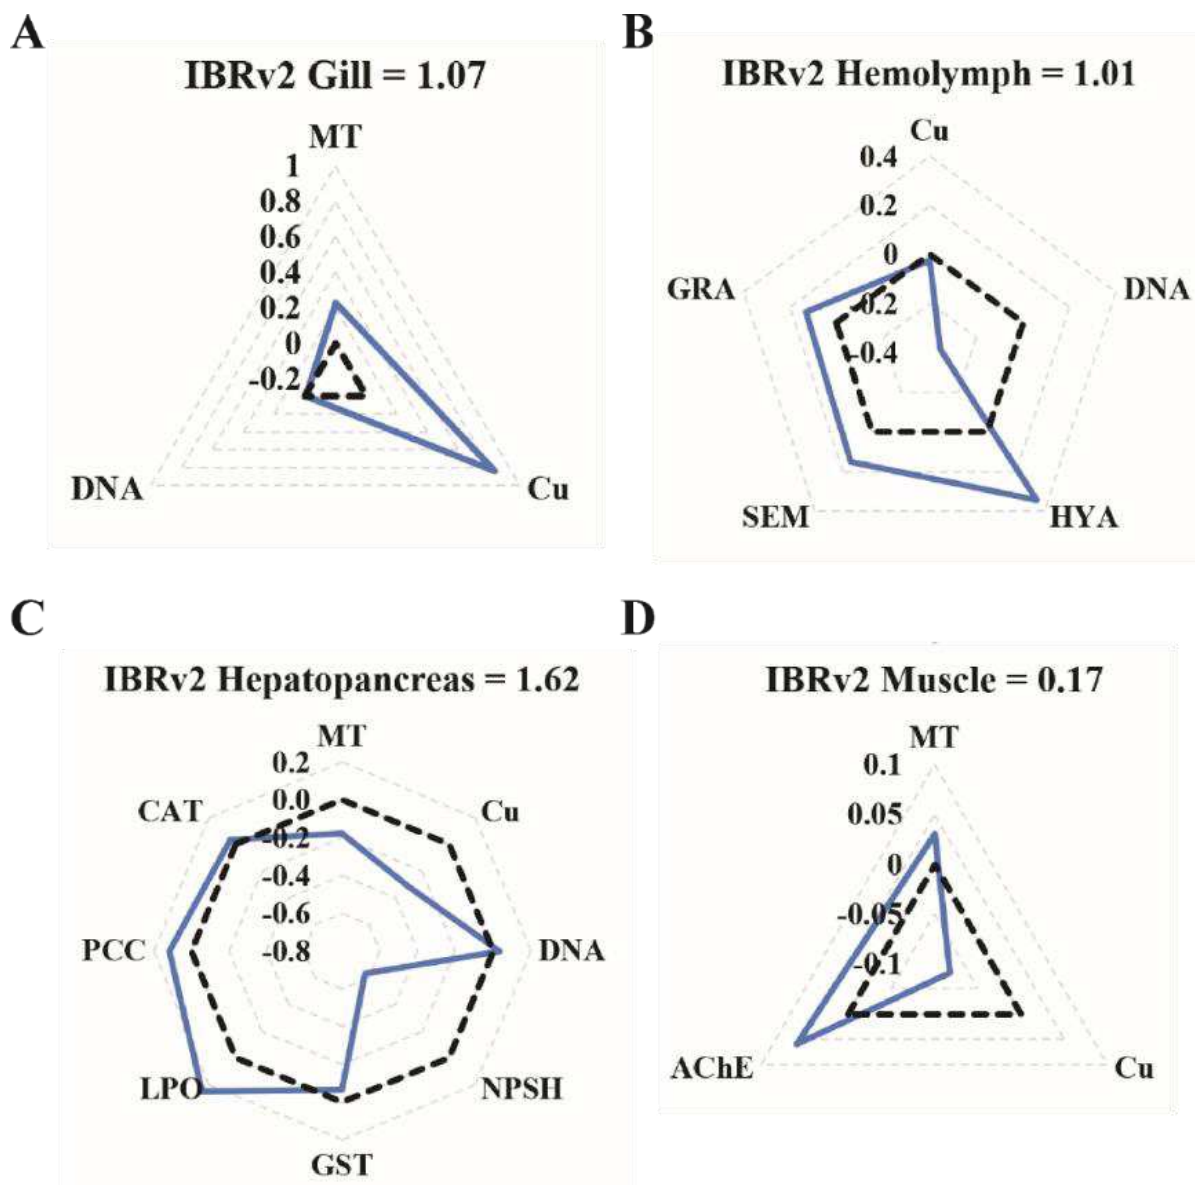 A
IBRv2 Gill = 1.07
MT
1
0.8
0.6
0.4
0.2
0
-0.2
DNA
Cu
B
IBRv2 Hemolymph = 1.01
Cu
0.4
0.2
0
-0.2
-0.4
GRA
DNA
SEM
HYA
C
IBRv2 Hepatopancreas = 1.62
MT
0.2
0.0
-0.2
-0.4
-0.6
-0.8
CAT
Cu
PCC
DNA
LPO
NPSH
GST
D
IBRv2 Muscle = 0.17
MT
0.1
0.05
0
-0.05
-0.1
AChE
Cu